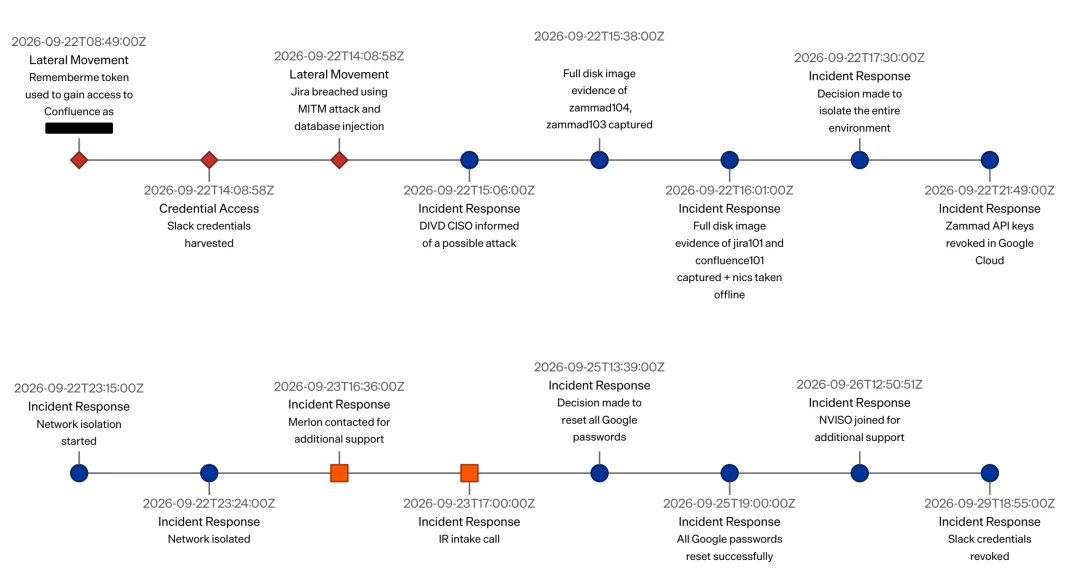 2026-09-22T08:49:00Z
Lateral Movement
Rememberme token
used to gain access to
Confluence as
2026-09-22T14:08:58Z
Credential Access
Slack credentials
harvested
2026-09-22T14:08:58Z
Lateral Movement
Jira breached using
MITM attack and
database injection
2026-09-22T15:06:00Z
Incident Response
DIVD CISO informed
of a possible attack
2026-09-22T15:38:00Z
Full disk image
evidence of
zammad104,
zammad103 captured
2026-09-22T16:01:00Z
Incident Response
Full disk image
evidence of jira101 and
confluence101
captured + nics taken
offline
2026-09-22T17:30:00Z
Incident Response
Decision made to
isolate the entire
environment
2026-09-22T21:49:00Z
Incident Response
Zammad API keys
revoked in Google
Cloud
2026-09-22T23:15:00Z
Incident Response
Network isolation
started
2026-09-22T23:24:00Z
Incident Response
Network isolated
2026-09-23T16:36:00Z
Incident Response
Merlon contacted for
additional support
2026-09-23T17:00:00Z
Incident Response
IR intake call
2026-09-25T13:39:00Z
Incident Response
Decision made to
reset all Google
passwords
2026-09-25T19:00:00Z
Incident Response
All Google passwords
reset successfully
2026-09-26T12:50:51Z
Incident Response
NVISO joined for
additional support
2026-09-29T18:55:00Z
Incident Response
Slack credentials
revoked